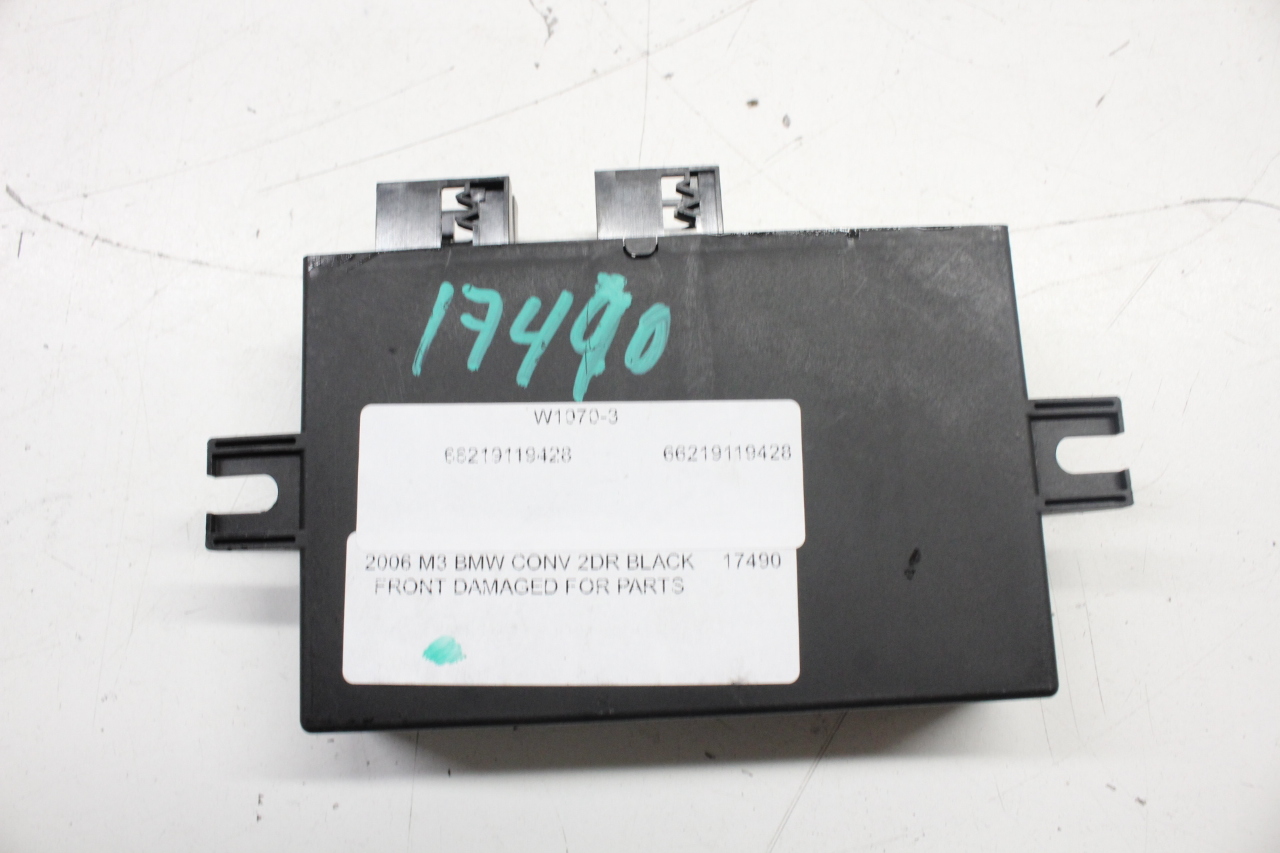 17490
W1070-3
66219119428 66219119428
2006 M3 BMW CONV 2DR BLACK 17490
FRONT DAMAGED FOR PARTS